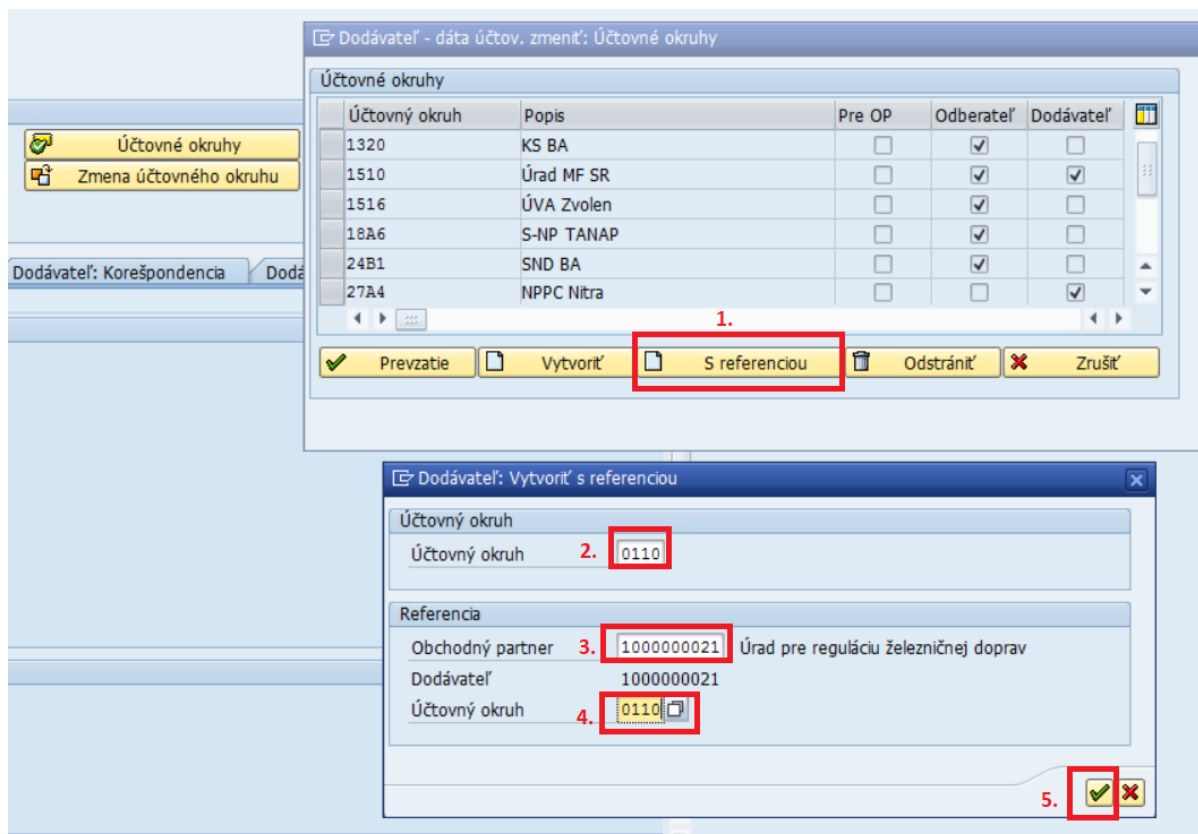 Dodávateľ - dáta účtov. zmeniť: Účtovné okruhy
Účtovné okruhy
Účtovný okruh Popis Pre OP Odberateľ Dodávateľ
1320 KS BA
1510 Úrad MF SR
1516 ÚVA Zvolen
18A6 S-NP TANAP
24B1 SND BA
27A4 NPPC Nitra
1.
Prevzatie Vytvoriť S referenciou Odstrániť Zrušiť
Účtovné okruhy
Zmena účtovného okruhu
Dodávateľ: Korešpondencia Dodá
Dodávateľ: Vytvoriť s referenciou
Účtovný okruh
Účtovný okruh 2. 0110
Referencia
Obchodný partner 3. 1000000021 Úrad pre reguláciu železničnej doprav
Dodávateľ 1000000021
Účtovný okruh 4. 0110
5.